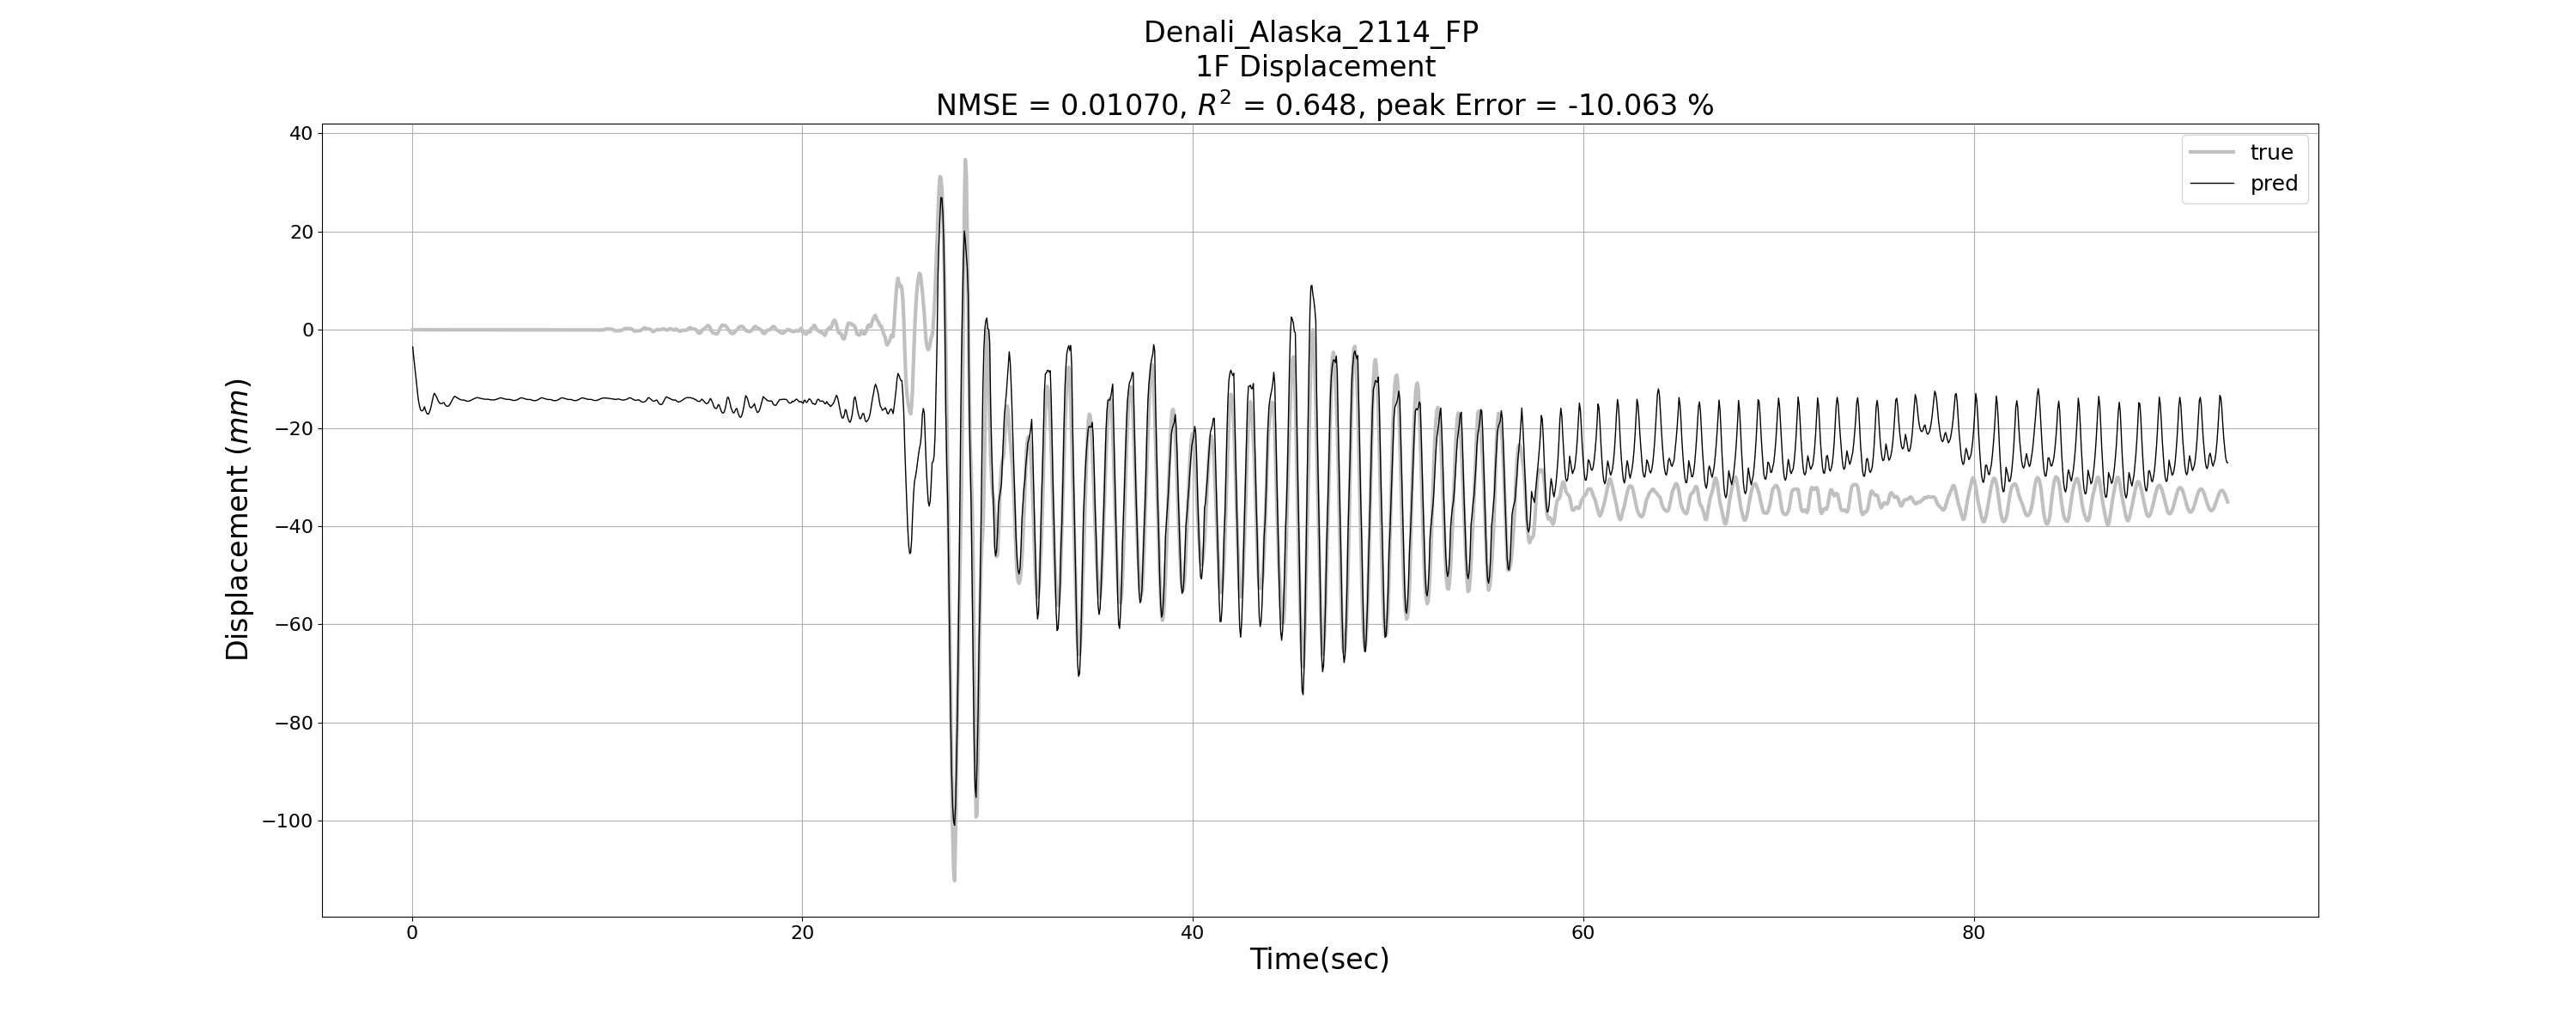 Denali_Alaska_2114_FP
1F Displacement
NMSE = 0.01070, R² = 0.648, peak Error = -10.063 %
true
pred
40
20
0
−20
−40
−60
−80
−100
Displacement (mm)
0 20 40 60 80
Time(sec)